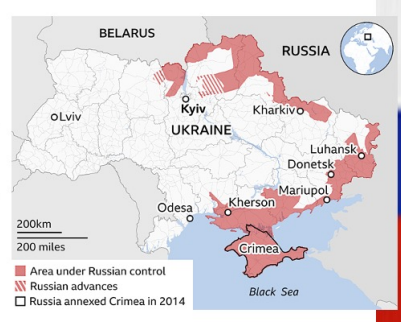 BELARUS
RUSSIA
Kyiv
Lviv
Kharkiv
UKRAINE
Luhansk
Donetsk
Mariupol
Odesa
Kherson
Crimea
200km
200 miles
Black Sea
Area under Russian control
Russian advances
Russia annexed Crimea in 2014